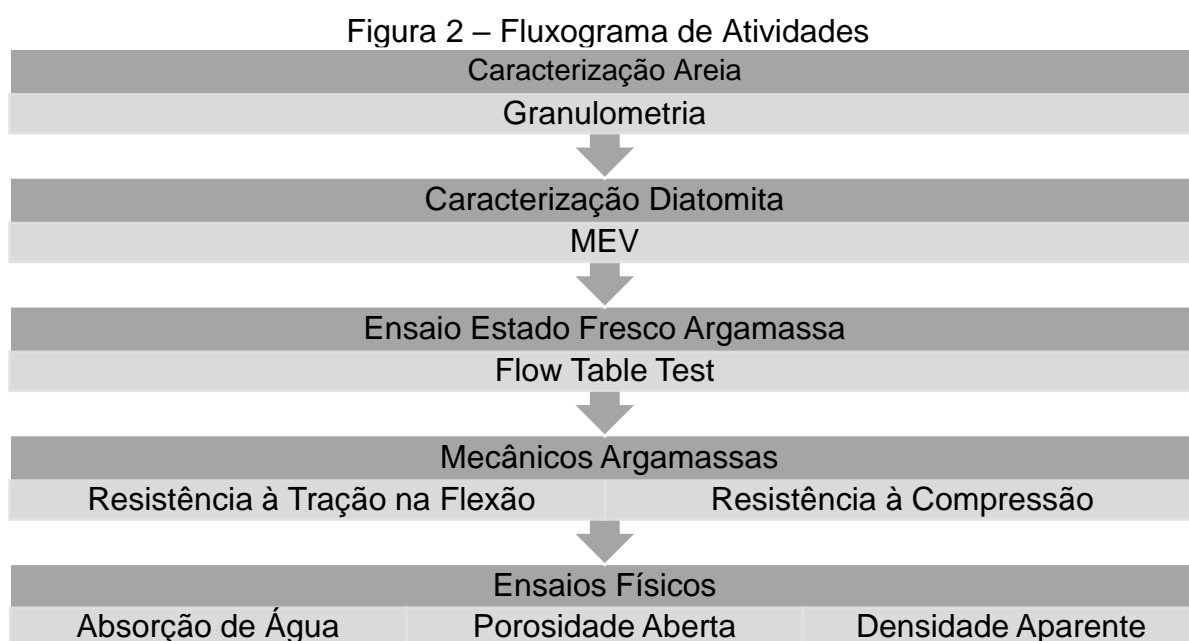 Figura 2 – Fluxograma de Atividades
Caracterização Areia
Granulometria
Caracterização Diatomita
MEV
Ensaio Estado Fresco Argamassa
Flow Table Test
Mecânicos Argamassas
Resistência à Tração na Flexão Resistência à Compressão
Ensaios Físicos
Absorção de Água Porosidade Aberta Densidade Aparente